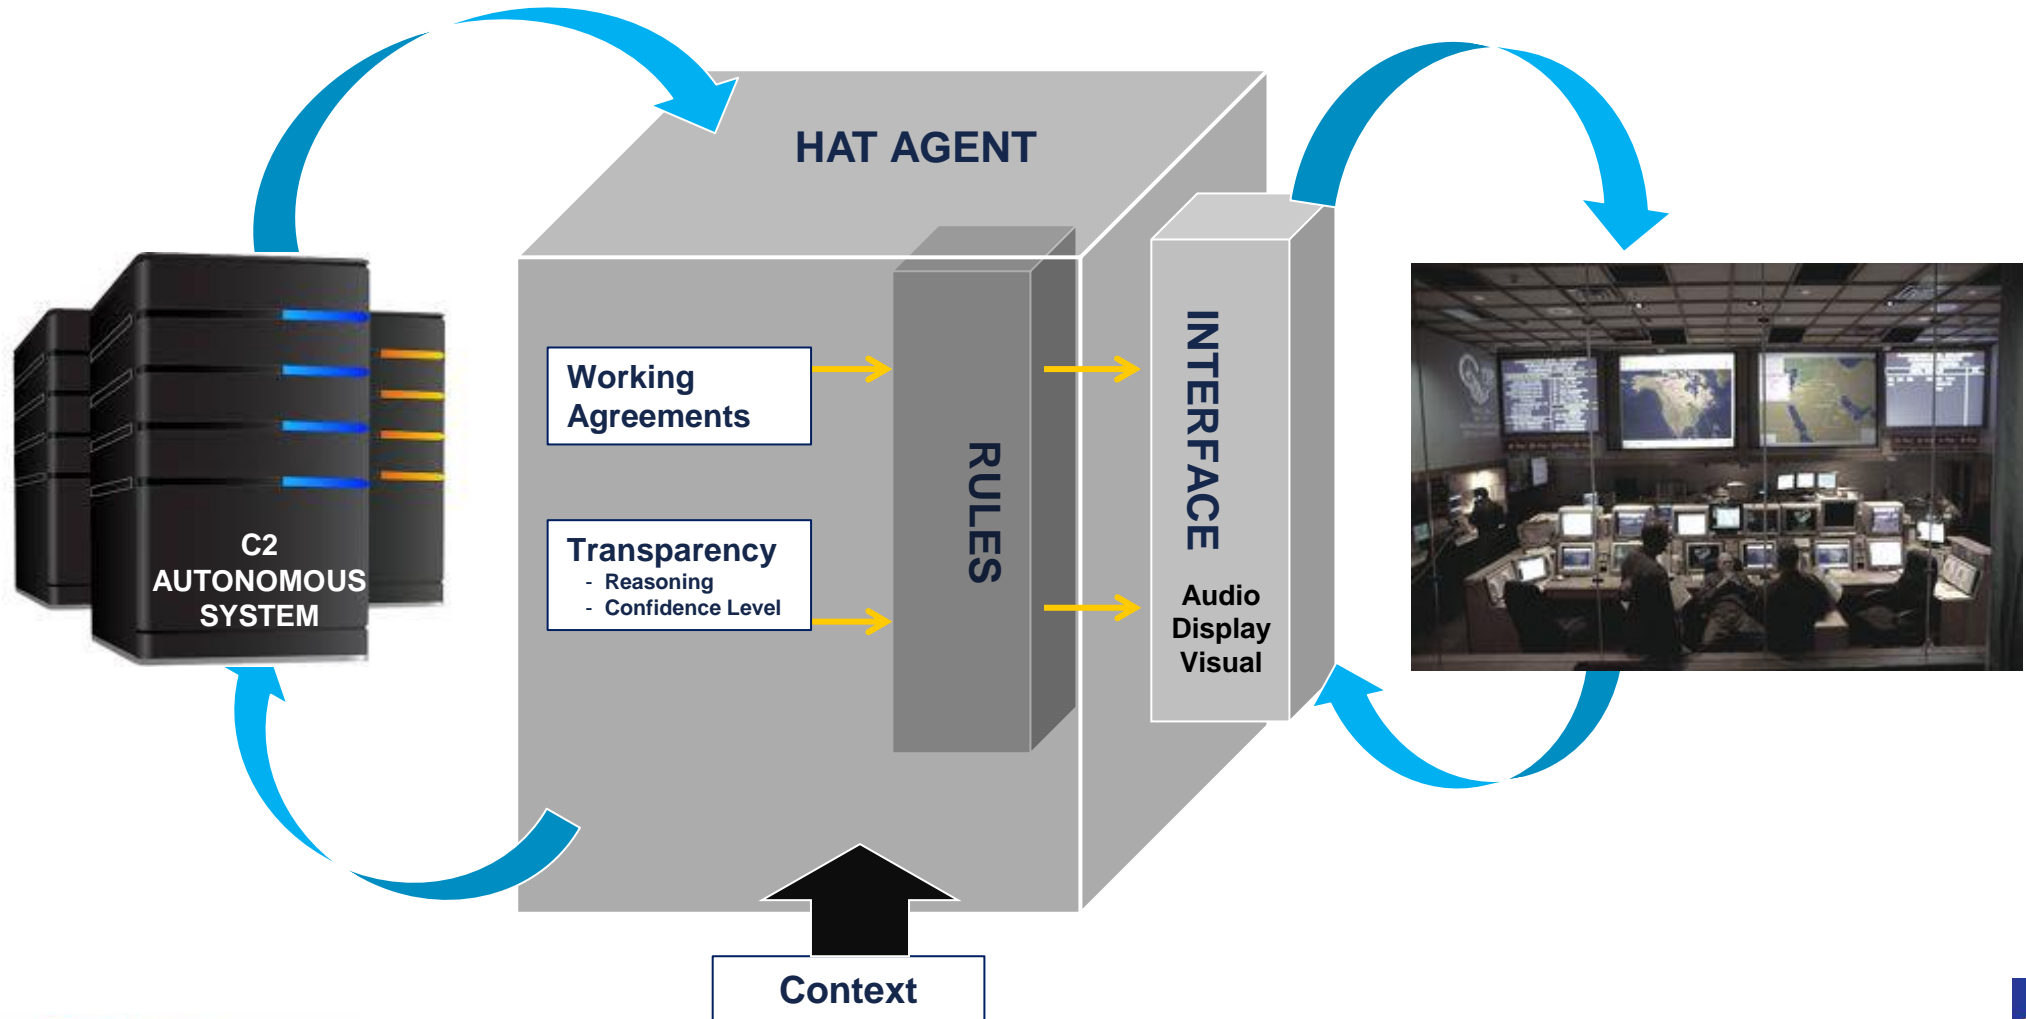 HAT AGENT
Working
Agreements
Transparency
- Reasoning
- Confidence Level
RULES
INTERFACE
Audio
Display
Visual
C2
AUTONOMOUS
SYSTEM
Context